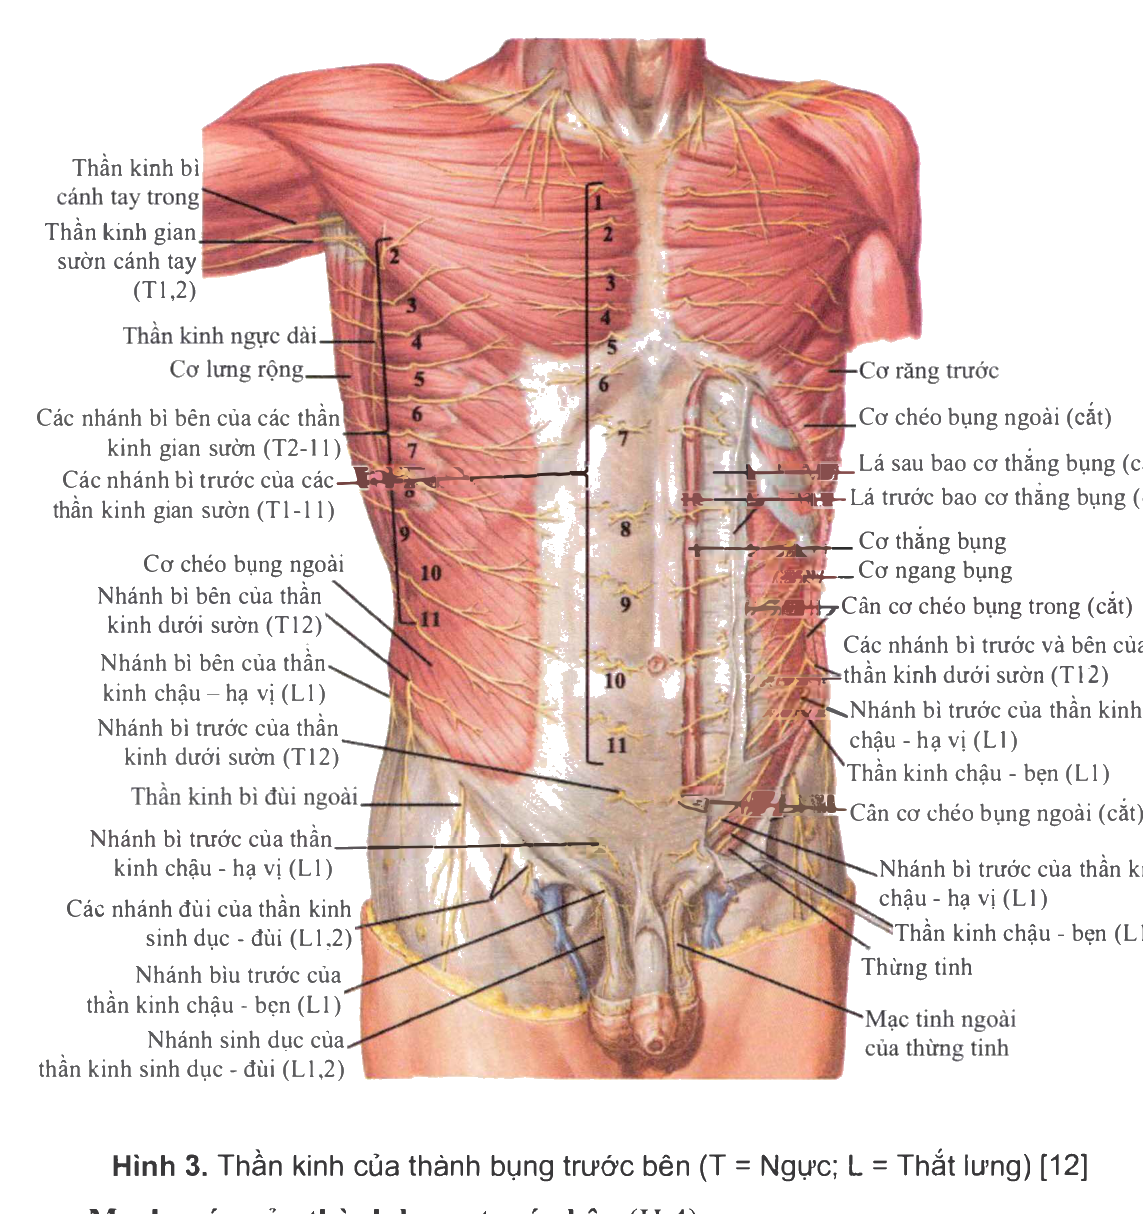 Thần kinh bì
cánh tay trong
Thần kinh gian
sườn cánh tay
(T1,2)
Thần kinh ngực dài
Cơ lưng rộng
Các nhánh bì bên của các thần
kinh gian sườn (T2-11)
Các nhánh bì trước của các
thần kinh gian sườn (T1-11)
Cơ chéo bụng ngoài
Nhánh bì bên của thần
kinh dưới sườn (T12)
Nhánh bì bên của thần
kinh chậu – hạ vị (L1)
Nhánh bì trước của thần
kinh dưới sườn (T12)
Thần kinh bì đùi ngoài
Nhánh bì trước của thần
kinh chậu - hạ vị (L1)
Các nhánh đùi của thần kinh
sinh dục - đùi (L1,2)
Nhánh bìu trước của
thần kinh chậu - bẹn (L1)
Nhánh sinh dục của
thần kinh sinh dục - đùi (L1,2)
2
3
4
5
6
7
8
9
10
11
1
2
3
4
5
6
7
8
9
10
11
Cơ răng trước
Cơ chéo bụng ngoài (cắt)
Lá sau bao cơ thẳng bụng
Lá trước bao cơ thẳng bụng
Cơ thẳng bụng
Cơ ngang bụng
Cân cơ chéo bụng trong (cắt)
Các nhánh bì trước và bên của
thần kinh dưới sườn (T12)
Nhánh bì trước của thần kinh
chậu - hạ vị (L1)
Thần kinh chậu - bẹn (L1)
Cân cơ chéo bụng ngoài (cắt)
Nhánh bì trước của thần
chậu - hạ vị (L1)
Thần kinh chậu - bẹn (L1
Thừng tinh
Mạc tinh ngoài
của thừng tinh
Hình 3. Thần kinh của thành bụng trước bên (T = Ngực; L = Thắt lưng) [12]